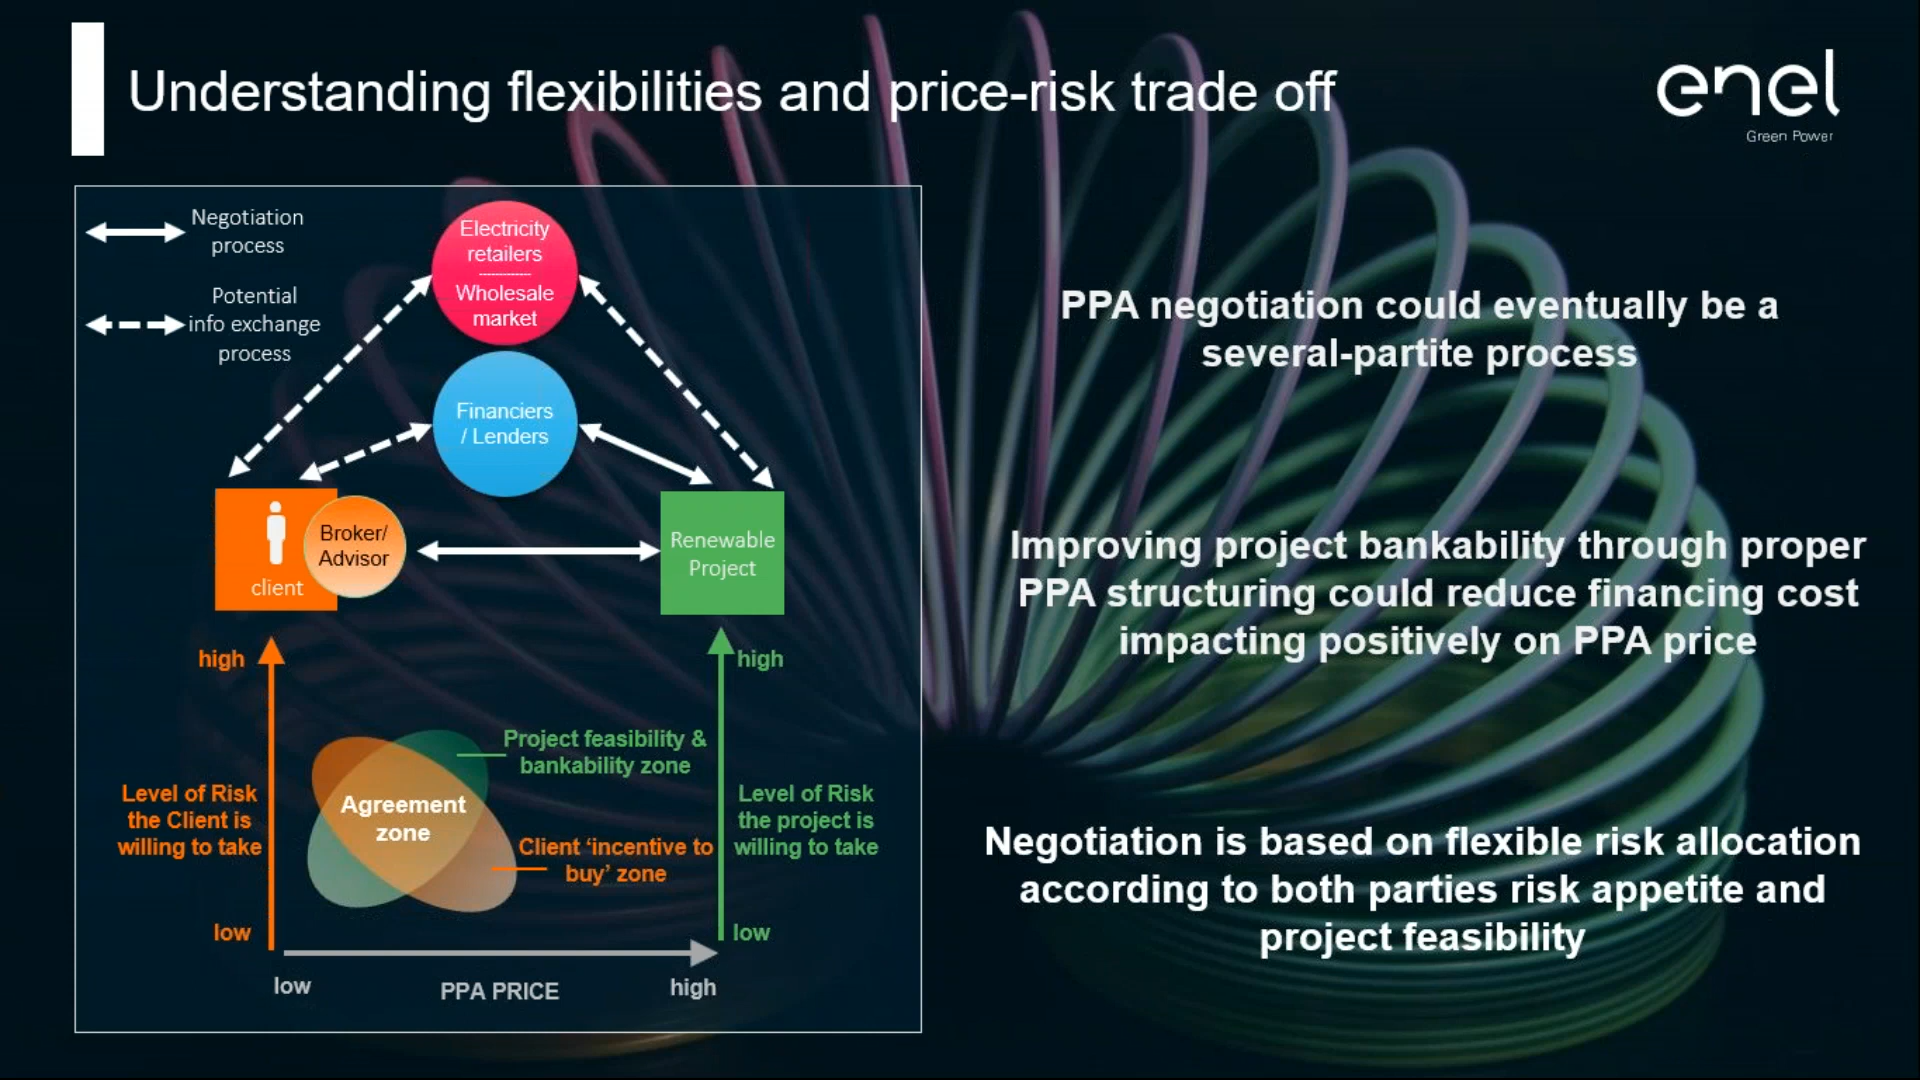 Understanding flexibilities and price-risk trade off
enel
Green Power
Negotiation
process
Potential
info exchange
process
Electricity
retailers
Wholesale
market
Financiers
/ Lenders
Broker/
Advisor
client
Renewable
Project
high
high
Project feasibility &
bankability zone
Level of Risk
the Client is
willing to take
Agreement
zone
Level of Risk
the project is
willing to take
Client ‘incentive to
buy’ zone
low
low
low
PPA PRICE
high
PPA negotiation could eventually be a
several-partite process
Improving project bankability through proper
PPA structuring could reduce financing cost
impacting positively on PPA price
Negotiation is based on flexible risk allocation
according to both parties risk appetite and
project feasibility